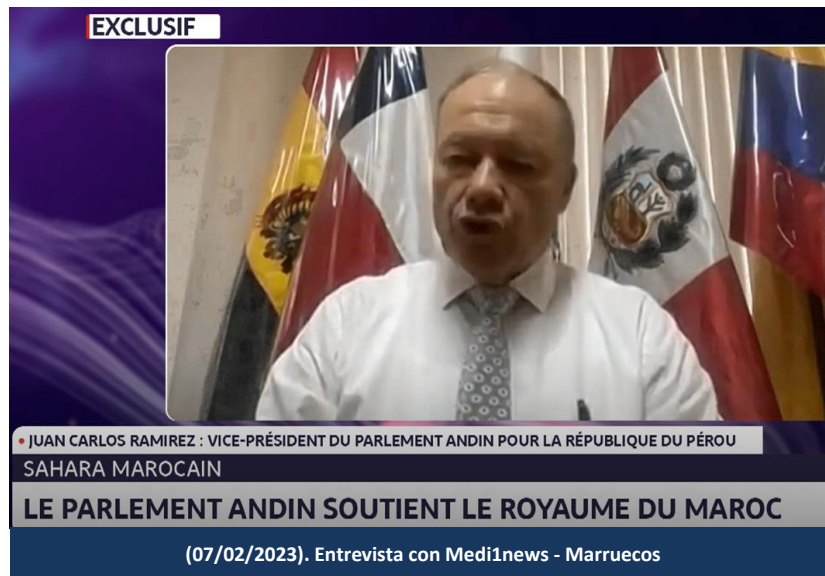 EXCLUSIF
• JUAN CARLOS RAMIREZ : VICE-PRÉSIDENT DU PARLEMENT ANDIN POUR LA RÉPUBLIQUE DU PÉROU
SAHARA MAROCAIN
LE PARLEMENT ANDIN SOUTIENT LE ROYAUME DU MAROC
(07/02/2023). Entrevista con Medi1news - Marruecos